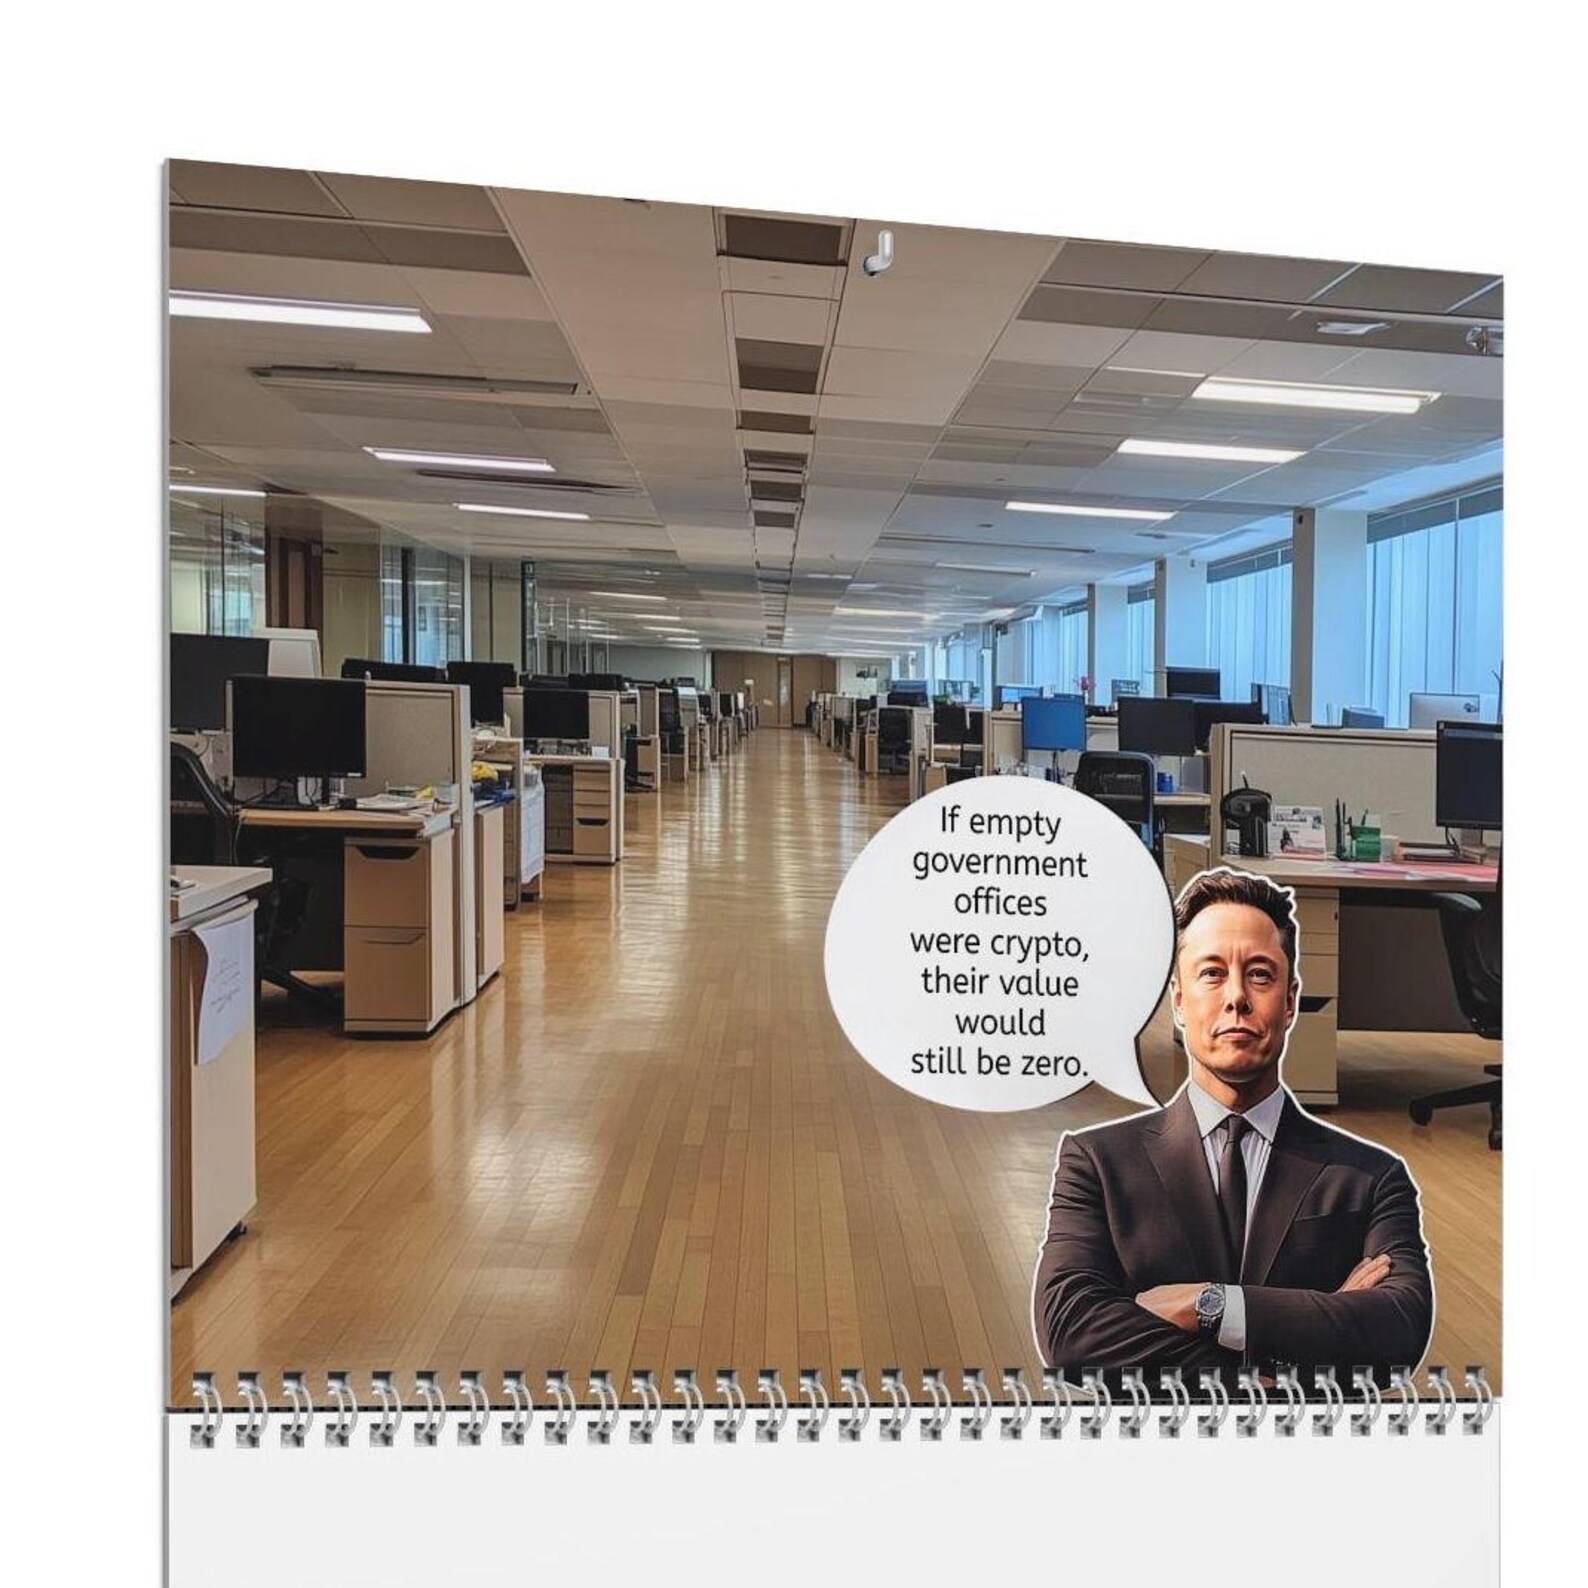 If empty
government
offices
were crypto,
their value
would
still be zero.